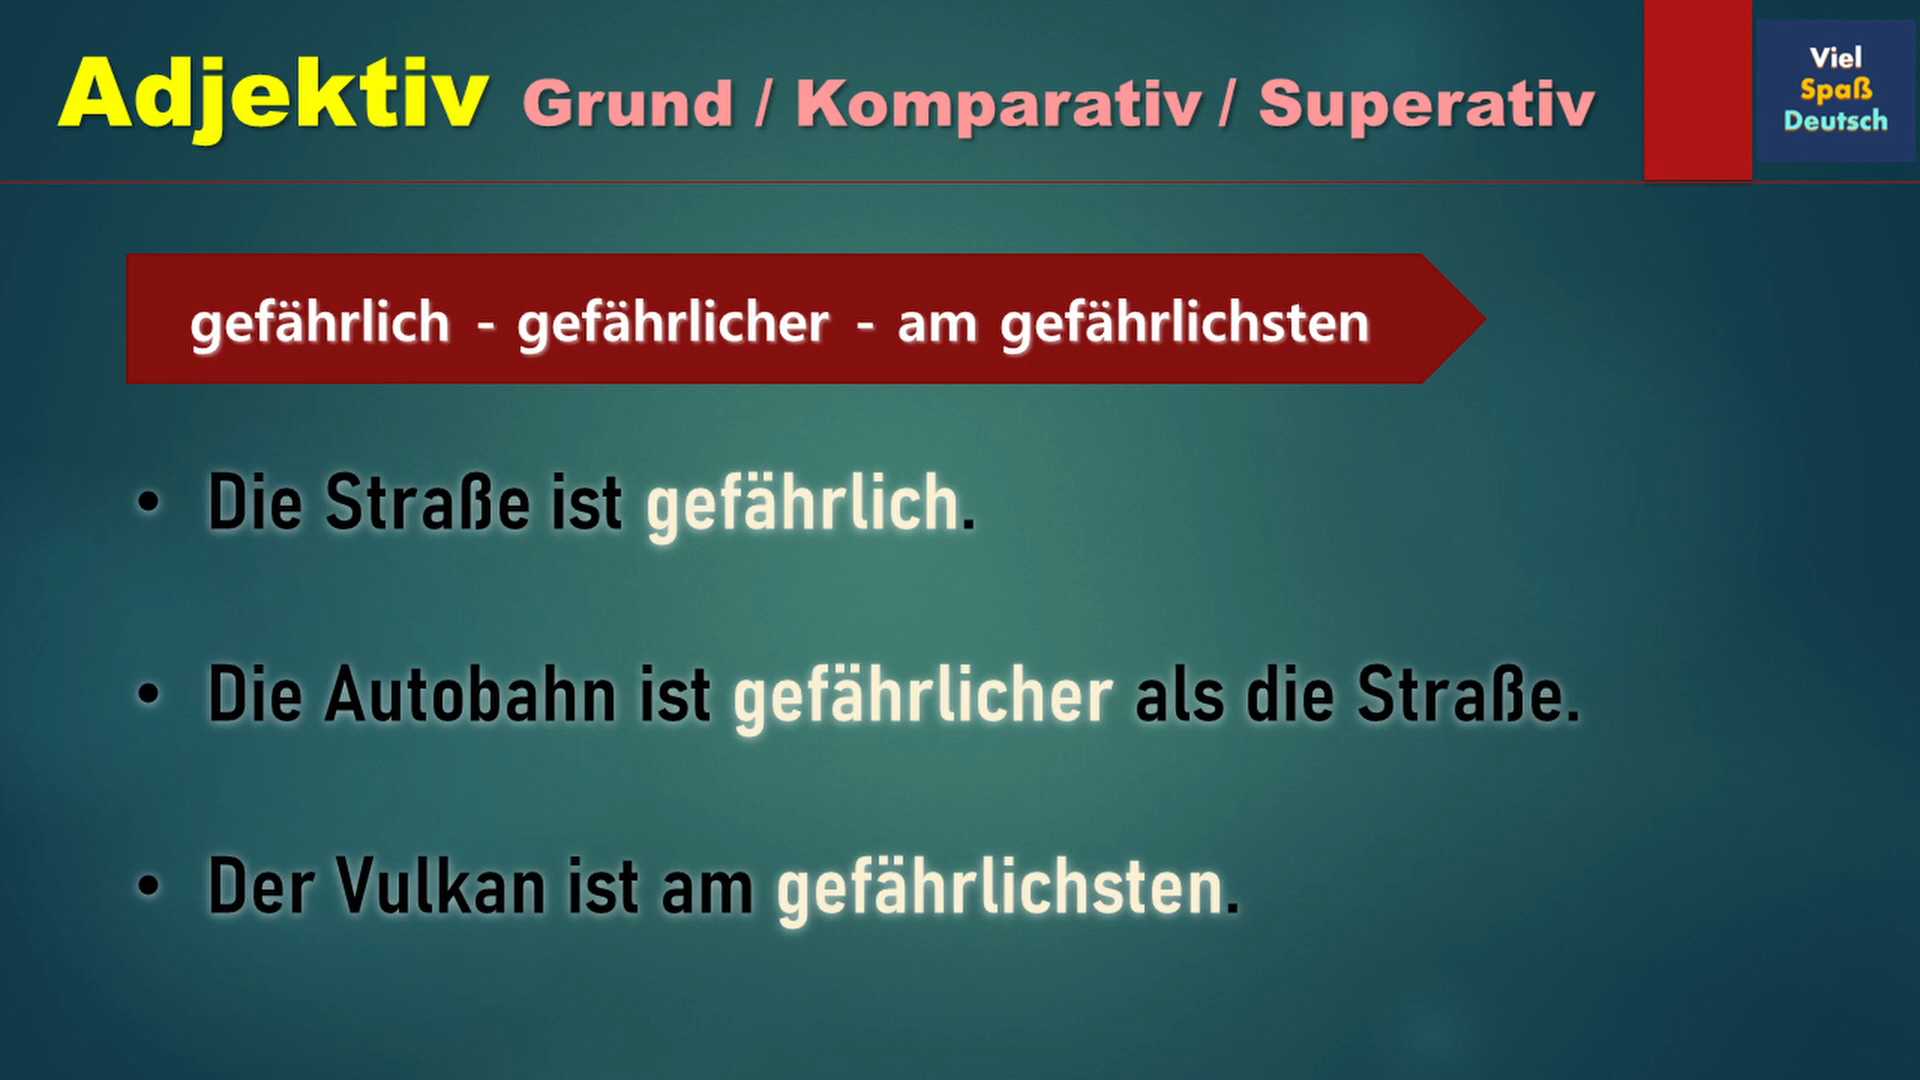 Adjektiv Grund / Komparativ / Superativ
Viel
Spaß
Deutsch
gefährlich - gefährlicher - am gefährlichsten
• Die Straße ist gefährlich.
• Die Autobahn ist gefährlicher als die Straße.
• Der Vulkan ist am gefährlichsten.